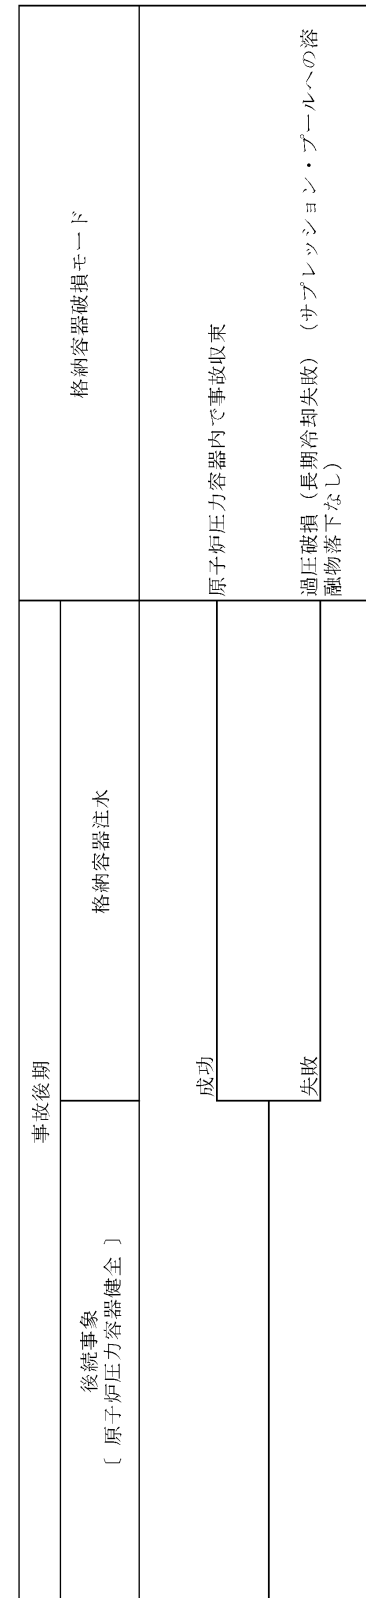 事故後期
後続事象
〔 原子炉圧力容器健全 〕
格納容器注水
格納容器破損モード
成功
原子炉圧力容器内で事故収束
失敗
過圧破損（長期冷却失敗） （サプレッション・プールへの溶
融物落下なし）